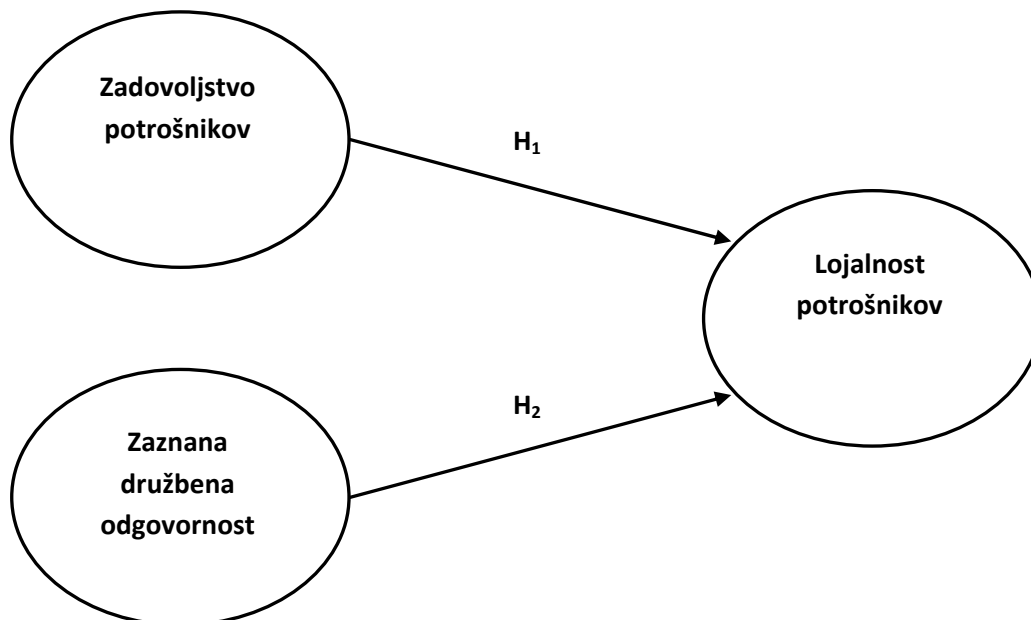 Zadovoljstvo
potrošnikov
H₁
Lojalnost
potrošnikov
H₂
Zaznana
družbena
odgovornost